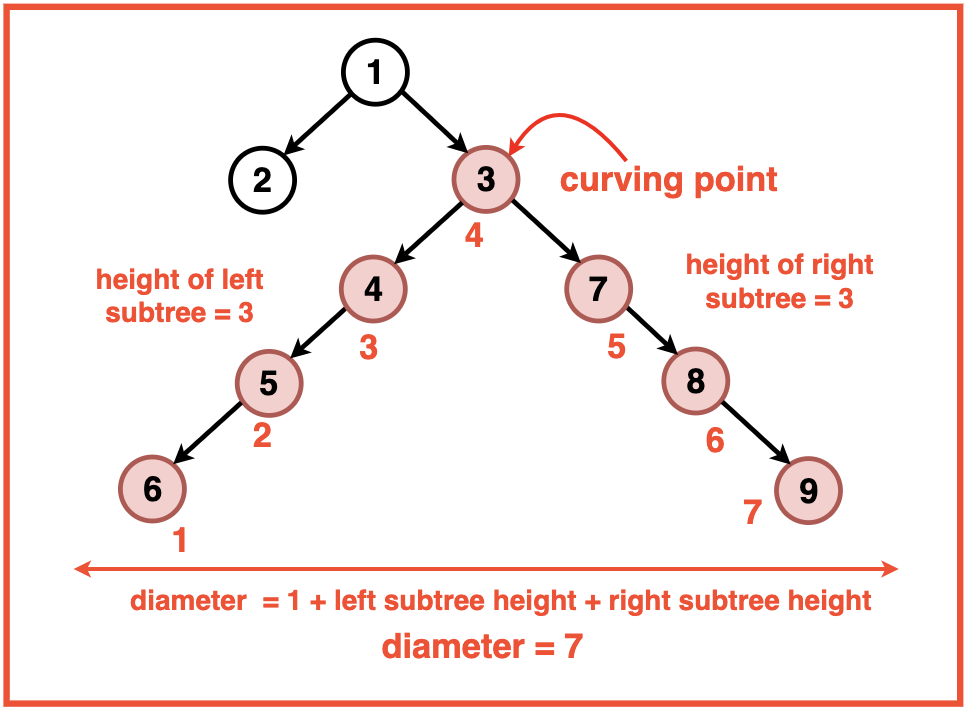 1
2
3
curving point
4
height of left
subtree = 3
4
7
height of right
subtree = 3
3
5
5
8
2
6
6
9
1
7
diameter = 1 + left subtree height + right subtree height
diameter = 7